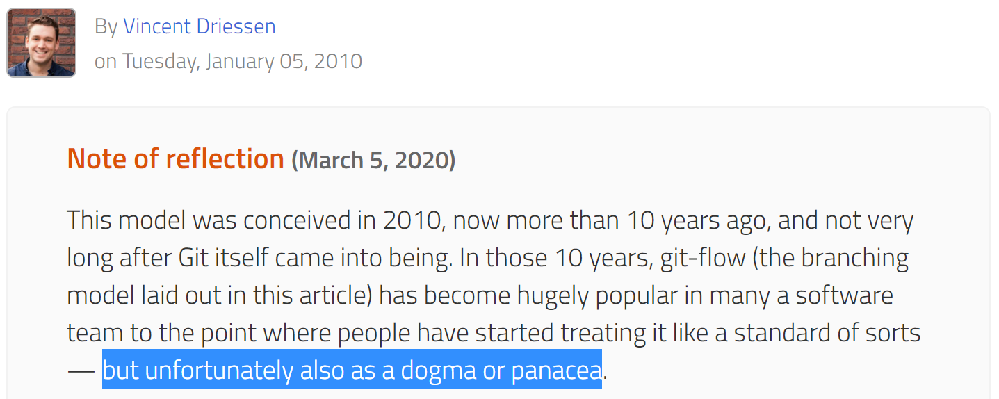 By Vincent Driessen
on Tuesday, January 05, 2010
Note of reflection (March 5, 2020)
This model was conceived in 2010, now more than 10 years ago, and not very
long after Git itself came into being. In those 10 years, git-flow (the branching
model laid out in this article) has become hugely popular in many a software
team to the point where people have started treating it like a standard of sorts
— but unfortunately also as a dogma or panacea.